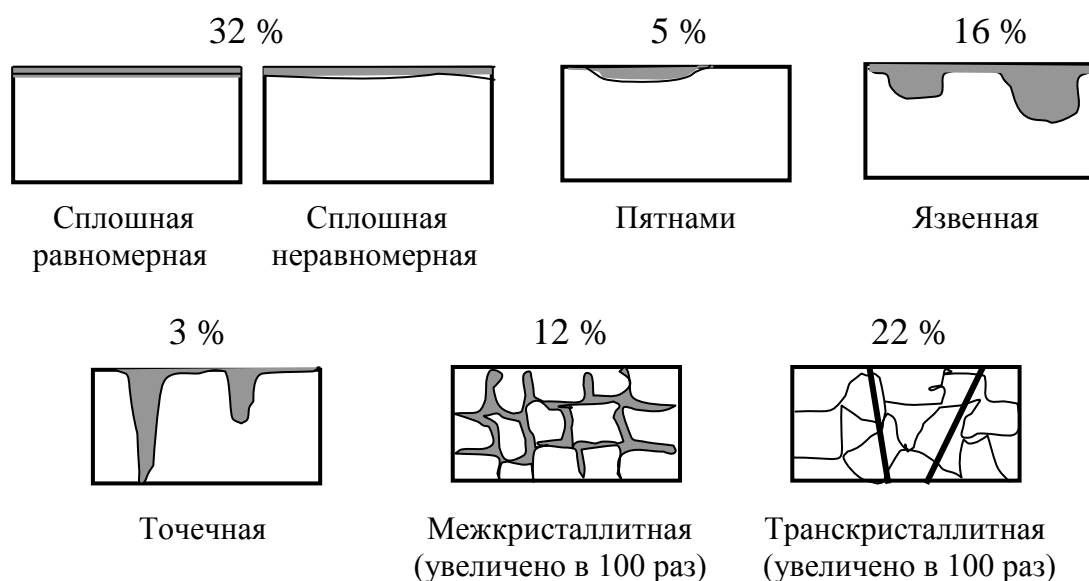 32 %
5 %
16 %
Сплошная
равномерная
Сплошная
неравномерная
Пятнами
Язвенная
3 %
12 %
22 %
Точечная
Межкристаллитная
(увеличено в 100 раз)
Транскристаллитная
(увеличено в 100 раз)